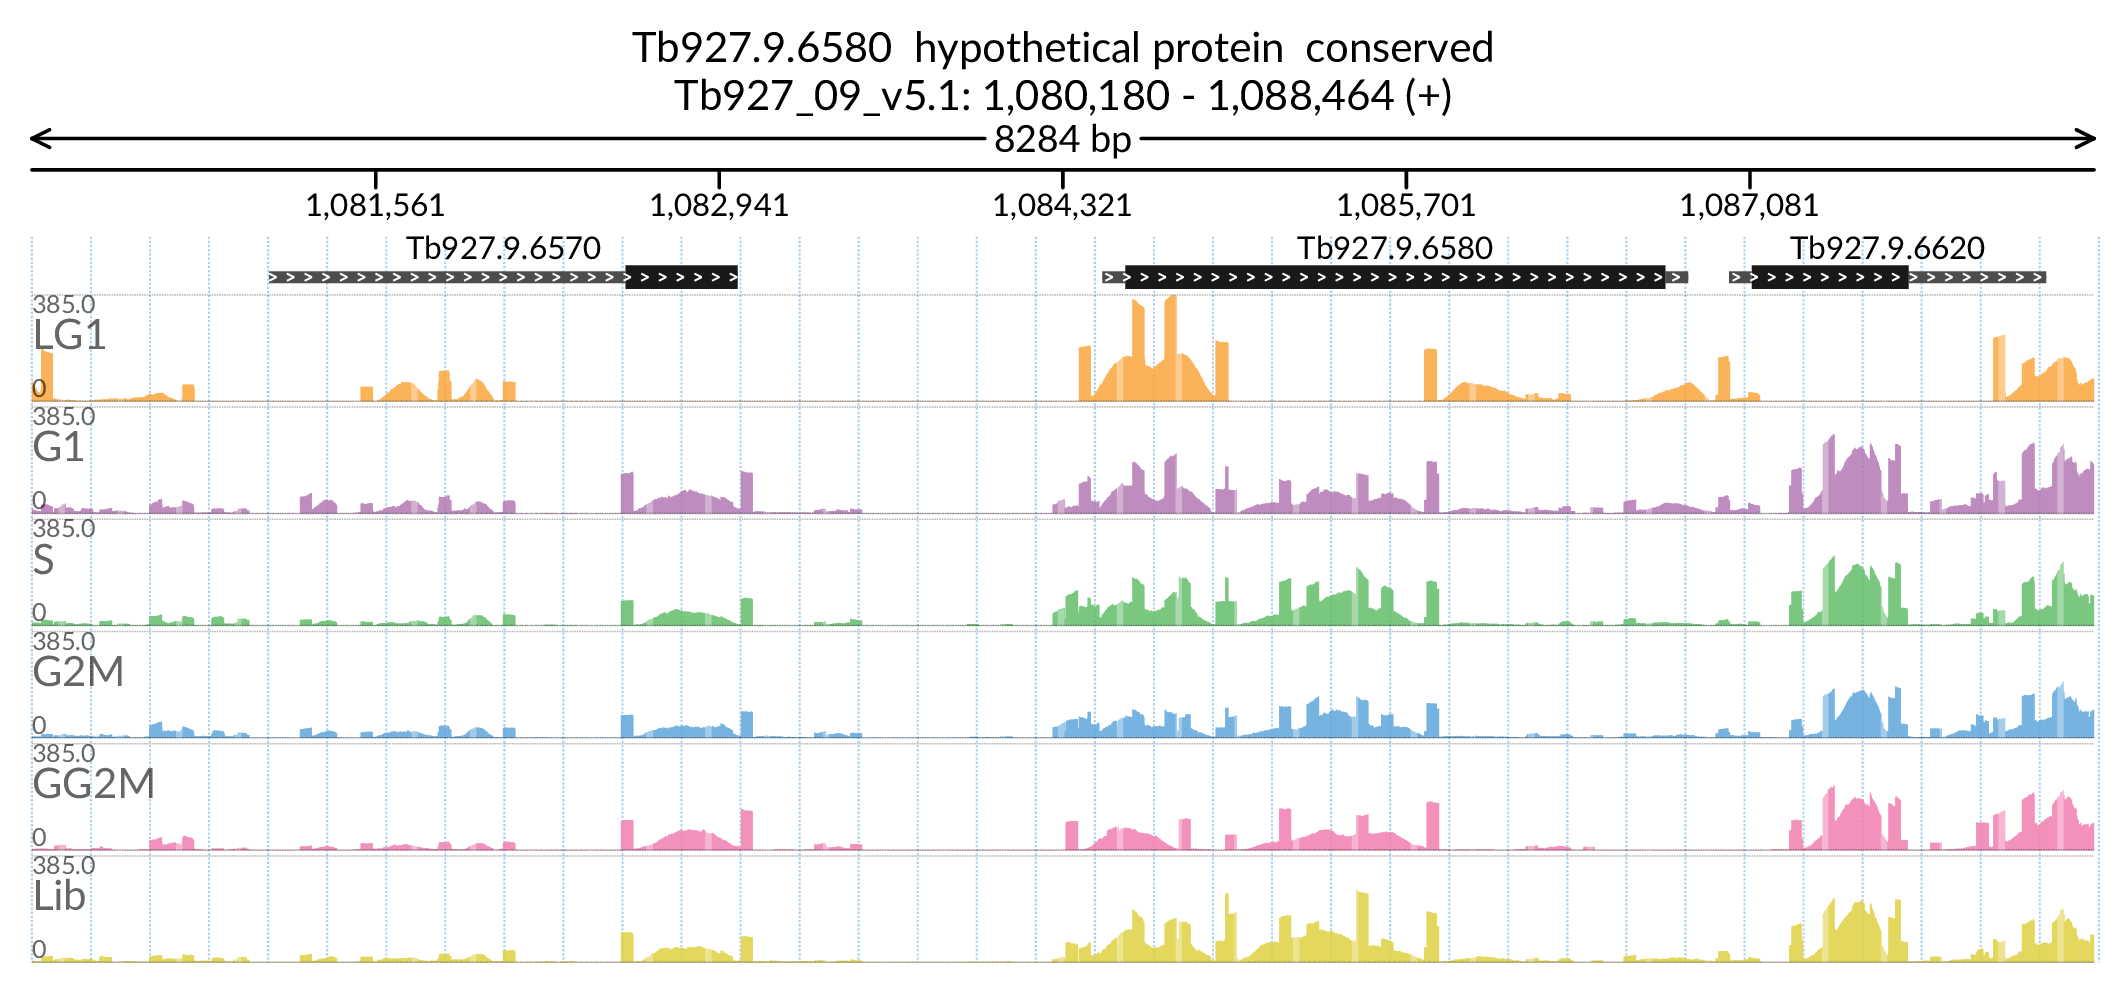 Tb927.9.6580 hypothetical protein conserved
Tb927_09_v5.1: 1,080,180 - 1,088,464 (+)
8284 bp
1,081,561 1,082,941 1,084,321 1,085,701 1,087,081
Tb927.9.6570 Tb927.9.6580 Tb927.9.6620
385.0
LG1
0
385.0
G1
0
385.0
S
0
385.0
G2M
0
385.0
GG2M
0
385.0
Lib
0